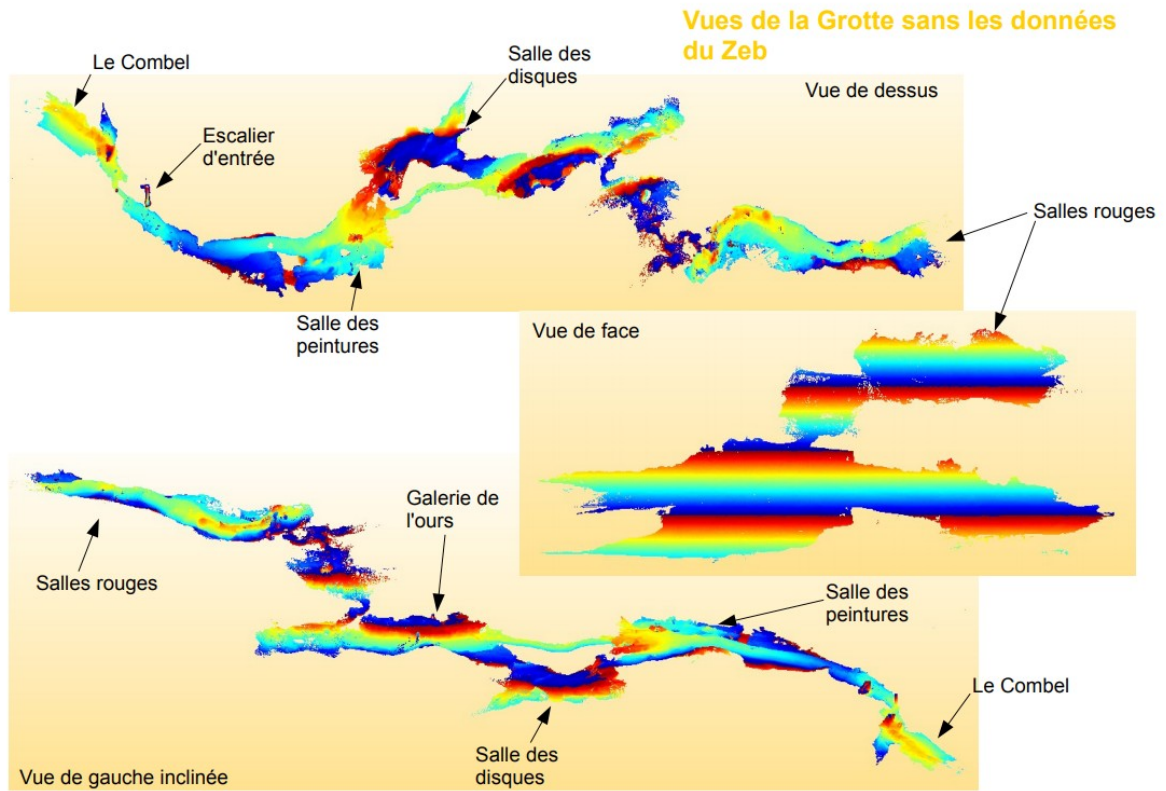 Vues de la Grotte sans les données
du Zeb
Le Combel
Salle des
disques
Vue de dessus
Escalier
d'entrée
Salles rouges
Salle des
peintures
Vue de face
Galerie de
l'ours
Salles rouges
Salle des
peintures
Le Combel
Salle des
disques
Vue de gauche inclinée